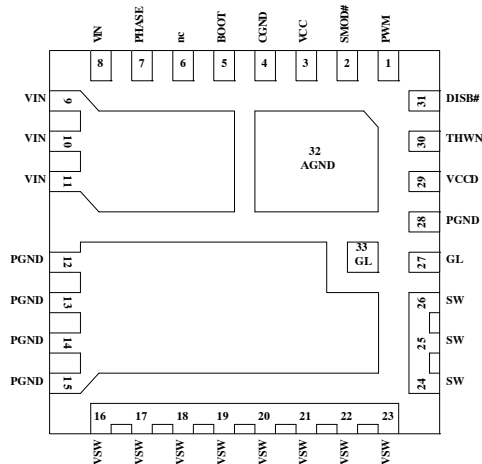 VIN PHASE nc BOOT CGND VCC SMOD# PWM
8 7 6 5 4 3 2 1
VIN 9 31 DISB#
VIN 10 30 THWN
32
AGND
VIN 11 29 VCCD
28 PGND
33
GL
PGND 12 27 GL
PGND 13 26 SW
PGND 14 25 SW
PGND 15 24 SW
16 17 18 19 20 21 22 23
VSW VSW VSW VSW VSW VSW VSW VSW